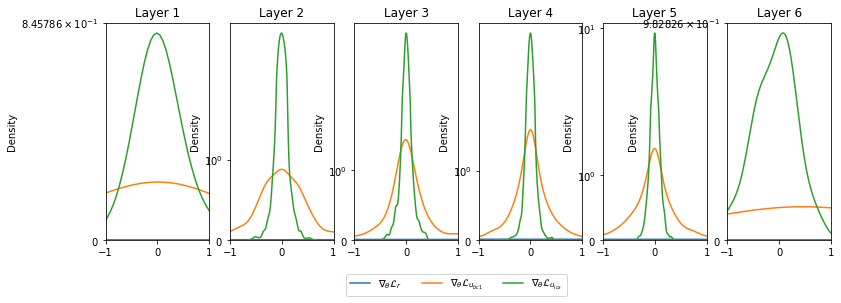 Layer 1
Layer 2
Layer 3
Layer 4
Layer 5
Layer 6
8.45786 × 10⁻¹
0
Density
−1
0
1
10⁰
0
Density
−1
0
1
10⁰
0
Density
−1
0
1
10⁰
0
Density
−1
0
1
10¹
10⁰
0
Density
−1
0
1
9.82826 × 10⁻¹
0
Density
−1
0
1
∇θℒr
∇θℒu_bc1
∇θℒu_ics